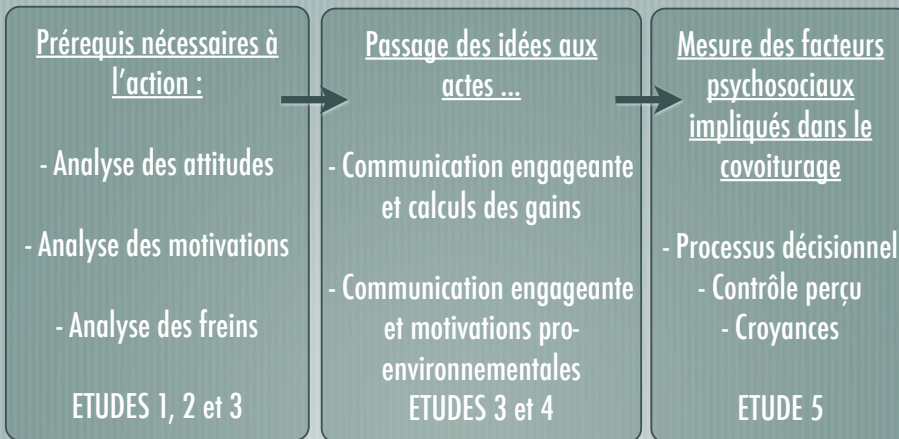 Prérequis nécessaires à
l'action :
- Analyse des attitudes
- Analyse des motivations
- Analyse des freins
ETUDES 1, 2 et 3
Passage des idées aux
actes ...
- Communication engageante
et calculs des gains
- Communication engageante
et motivations pro-
environnementales
ETUDES 3 et 4
Mesure des facteurs
psychosociaux
impliqués dans le
covoiturage
- Processus décisionnel
- Contrôle perçu
- Croyances
ETUDE 5